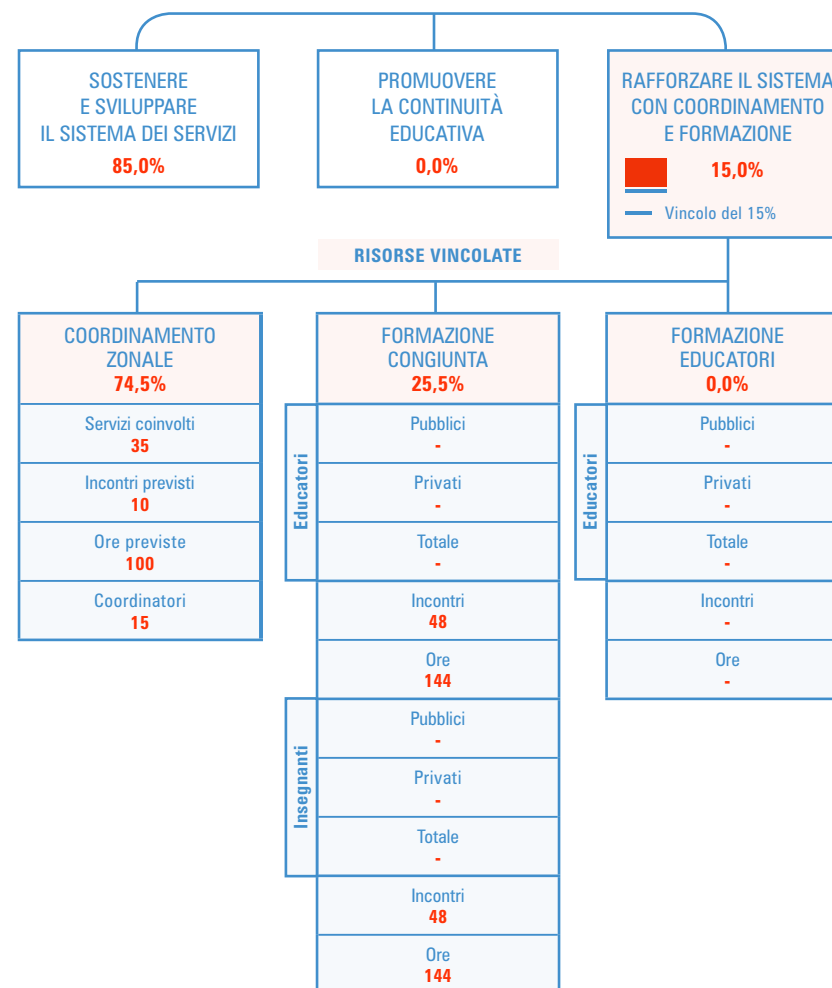 SOSTENERE
E SVILUPPARE
IL SISTEMA DEI SERVIZI
85,0%
PROMUOVERE
LA CONTINUITÀ
EDUCATIVA
0,0%
RAFFORZARE IL SISTEMA
CON COORDINAMENTO
E FORMAZIONE
15,0%
Vincolo del 15%
RISORSE VINCOLATE
COORDINAMENTO
ZONALE
74,5%
Servizi coinvolti
35
Incontri previsti
10
Ore previste
100
Coordinatori
15
FORMAZIONE
CONGIUNTA
25,5%
Educatori
Pubblici
-
Privati
-
Totale
-
Incontri
48
Ore
144
Insegnanti
Pubblici
-
Privati
-
Totale
-
Incontri
48
Ore
144
FORMAZIONE
EDUCATORI
0,0%
Educatori
Pubblici
-
Privati
-
Totale
-
Incontri
-
Ore
-